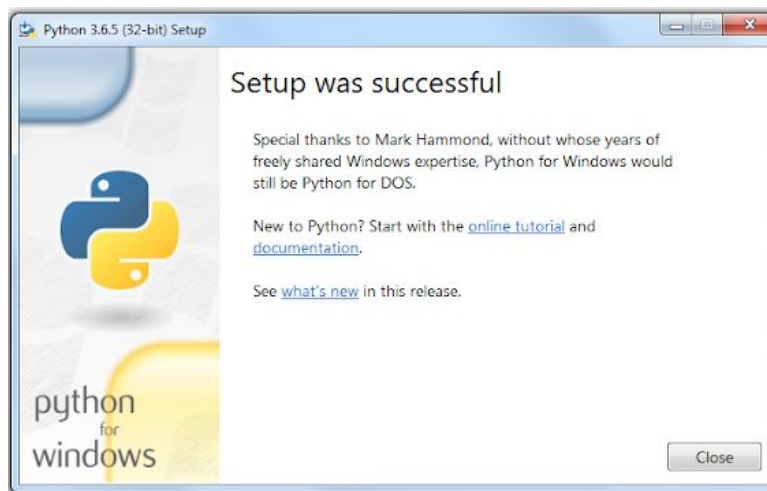 Python 3.6.5 (32-bit) Setup
Setup was successful
Special thanks to Mark Hammond, without whose years of
freely shared Windows expertise, Python for Windows would
still be Python for DOS.
New to Python? Start with the online tutorial and
documentation.
See what's new in this release.
python
for
windows
Close